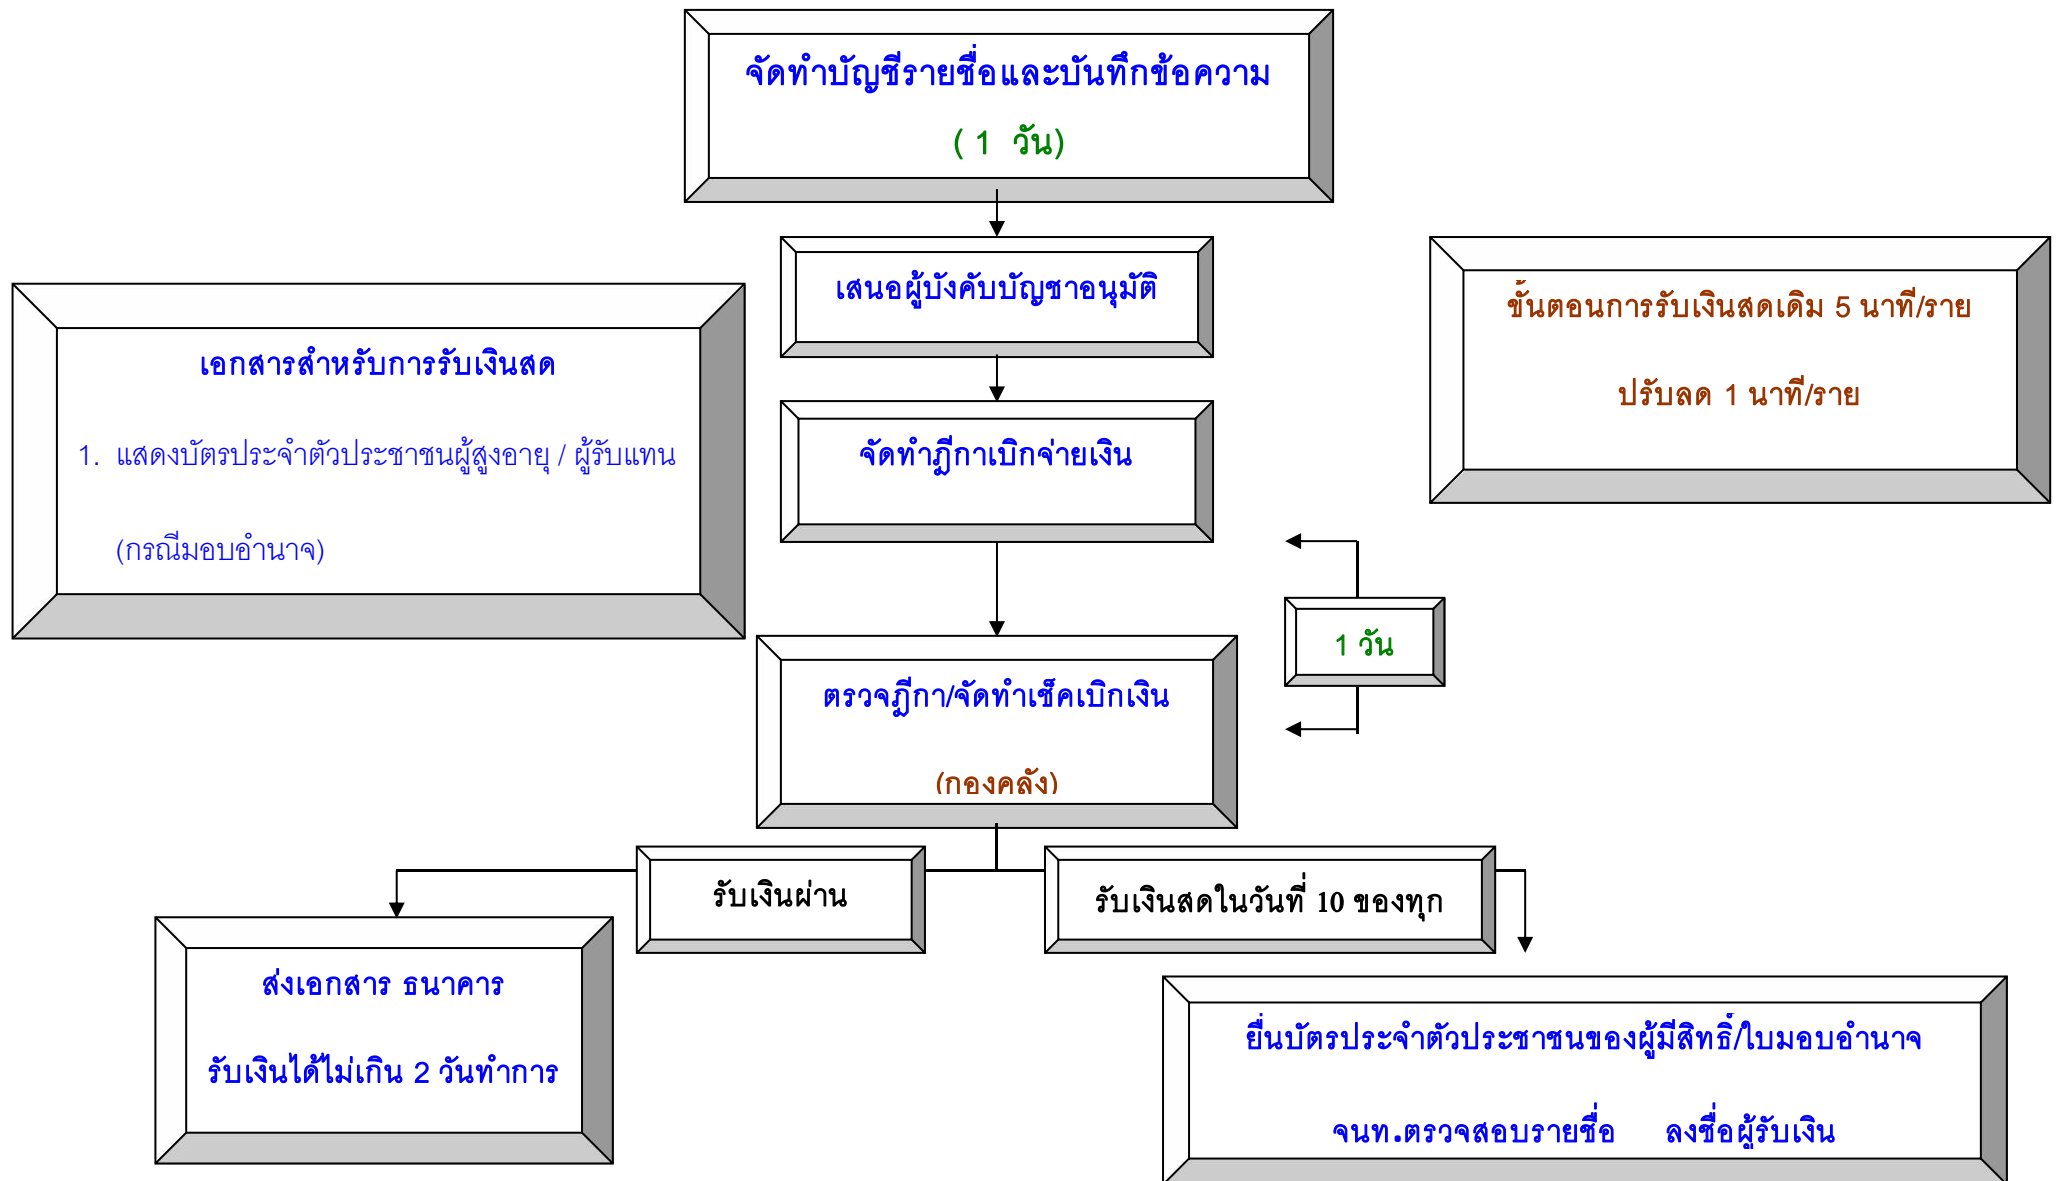 จัดทำบัญชีรายชื่อและบันทึกข้อความ
( 1 วัน)
เสนอผู้บังคับบัญชาอนุมัติ
ขั้นตอนการรับเงินสดเดิม 5 นาที/ราย
ปรับลด 1 นาที/ราย
เอกสารสำหรับการรับเงินสด
1. แสดงบัตรประจำตัวประชาชนผู้สูงอายุ / ผู้รับแทน
(กรณีมอบอำนาจ)
จัดทำฎีกาเบิกจ่ายเงิน
1 วัน
ตรวจฎีกา/จัดทำเช็คเบิกเงิน
(กองคลัง)
รับเงินผ่าน
รับเงินสดในวันที่ 10 ของทุก
ส่งเอกสาร ธนาคาร
รับเงินได้ไม่เกิน 2 วันทำการ
ยื่นบัตรประจำตัวประชาชนของผู้มีสิทธิ์/ใบมอบอำนาจ
จนท.ตรวจสอบรายชื่อ ลงชื่อผู้รับเงิน